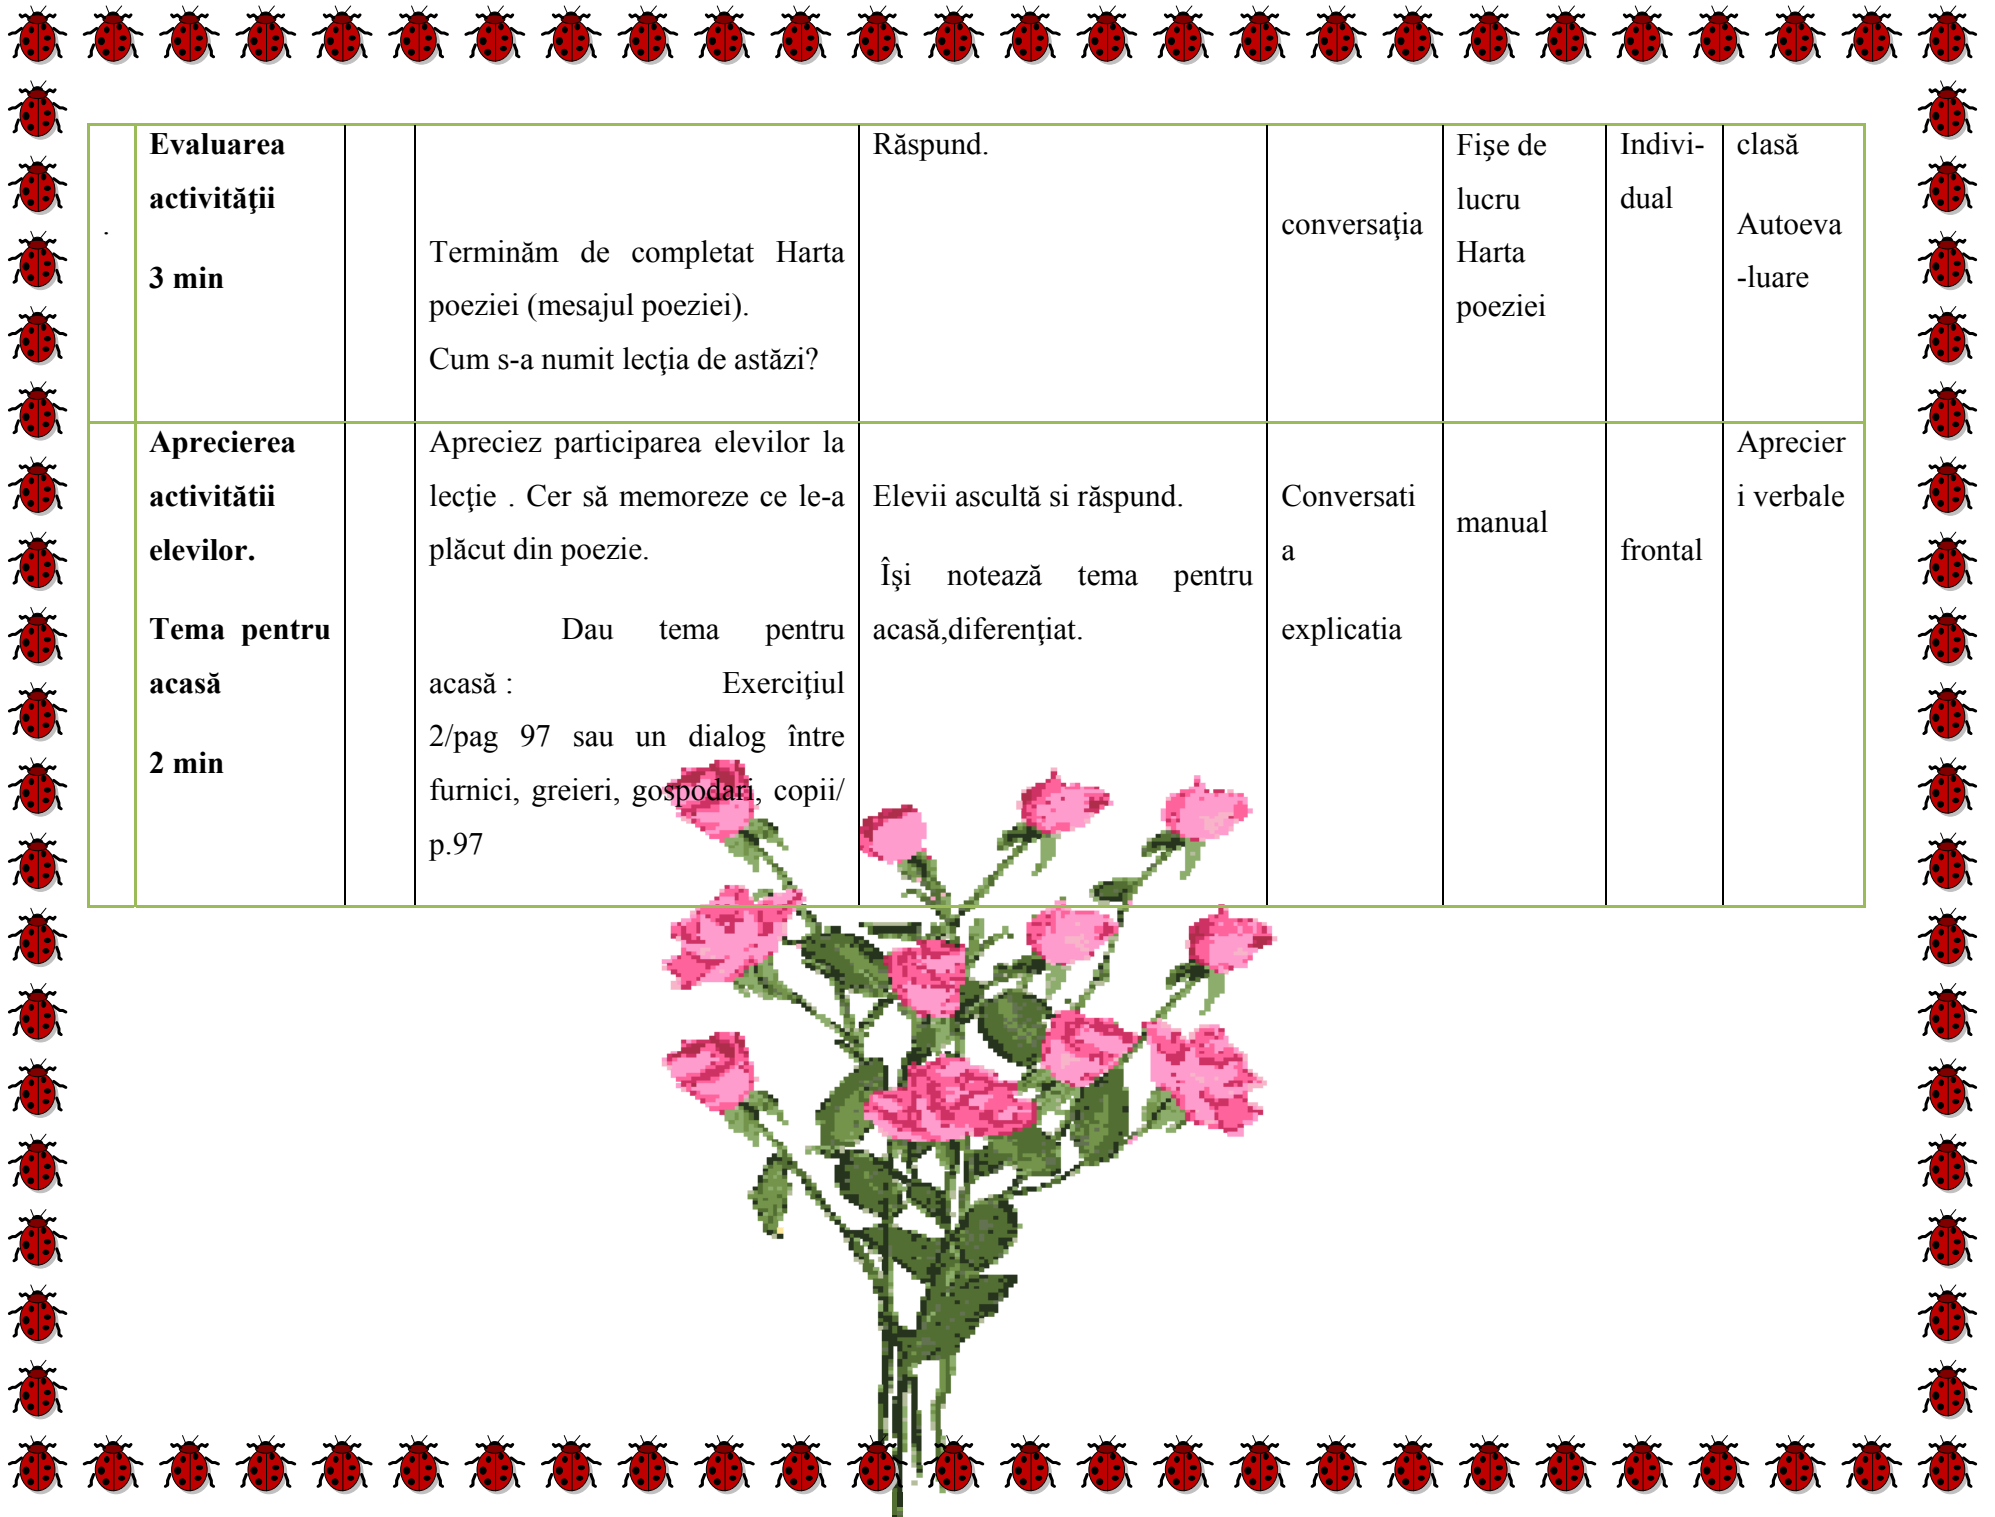 .
Evaluarea
activităţii
3 min
Terminăm de completat Harta
poeziei (mesajul poeziei).
Cum s-a numit lecţia de astăzi?
Răspund.
conversaţia
Fişe de
lucru
Harta
poeziei
Indivi-
dual
clasă
Autoeva
-luare
Aprecierea
activitătii
elevilor.
Tema pentru
acasă
2 min
Apreciez participarea elevilor la
lecţie . Cer să memoreze ce le-a
plăcut din poezie.
Dau tema pentru
acasă : Exerciţiul
2/pag 97 sau un dialog între
furnici, greieri, gospodari, copii/
p.97
Elevii ascultă si răspund.
Îşi notează tema pentru
acasă,diferenţiat.
Conversati
a
explicatia
manual
frontal
Aprecier
i verbale